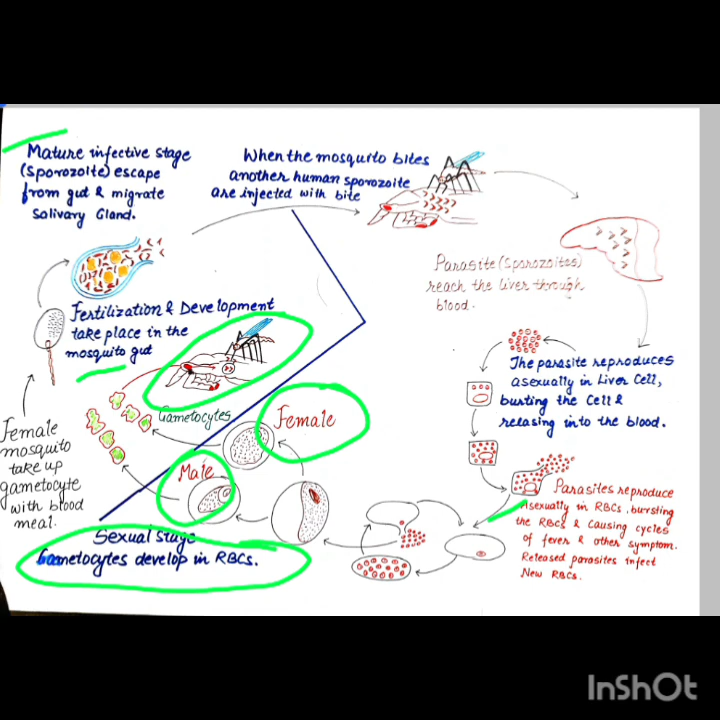 Mature infective stage
(sporozoite) escape
from gut & migrate
salivary Gland.
When the mosquito bites
another human sporozoite
are injected with bite
Parasite (Sporozoites)
reach the liver through
blood.
The parasite reproduces
asexually in Liver Cell,
busting the Cell &
relasing into the blood.
Parasites reproduce
Asexually in RBCs, bursting
the RBCs & Causing cycles
of fever & other symptom.
Released parasites infect
New RBCs.
Sexual stage
Gametocytes develop in RBCs.
Male
Female
Gametocytes
Female
mosquito
take up
gametocyte
with blood
meal.
Fertilization & Development
take place in the
mosquito gut
InShOt